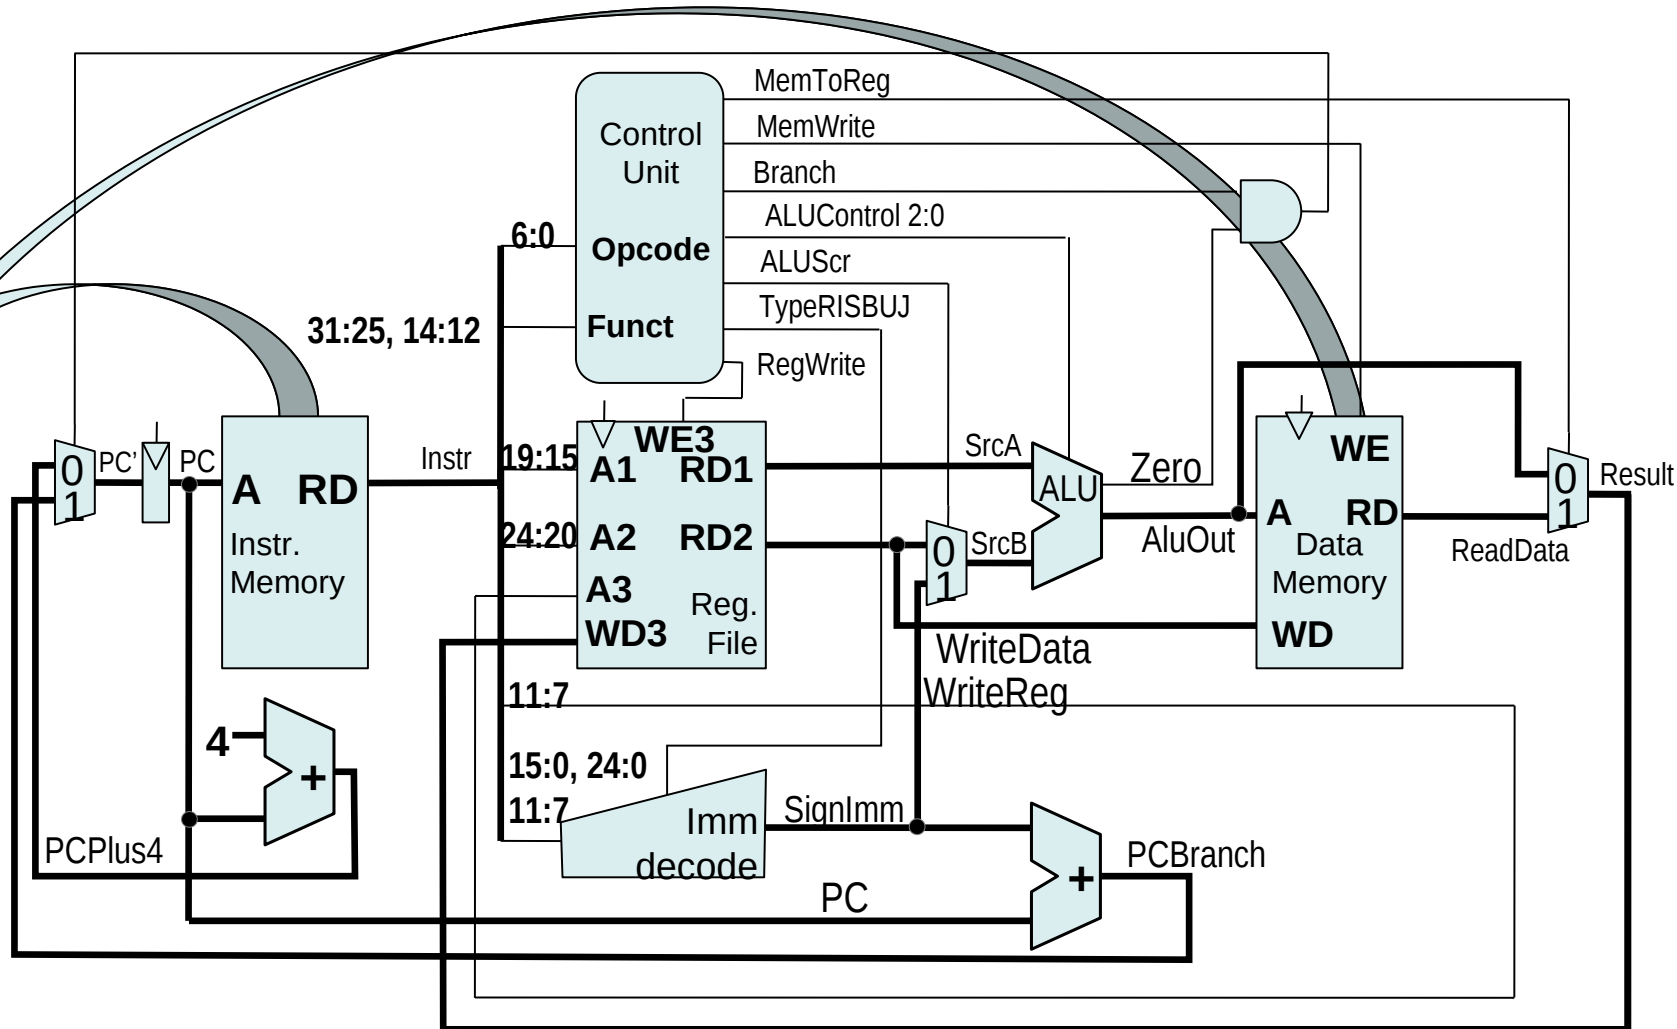 MemToReg
MemWrite
Branch
ALUControl 2:0
ALUScr
TypeRISBUJ
RegWrite
Control
Unit
Opcode
Funct
6:0
31:25, 14:12
0
1
PC'
PC
A RD
Instr.
Memory
Instr
19:15
24:20
WE3
A1 RD1
A2 RD2
A3
WD3
Reg.
File
SrcA
0
1
SrcB
ALU
Zero
AluOut
WE
A RD
Data
Memory
WD
ReadData
0
1
Result
WriteData
WriteReg
11:7
15:0, 24:0
11:7
Imm
decode
SignImm
4
+
PCPlus4
PC
+
PCBranch